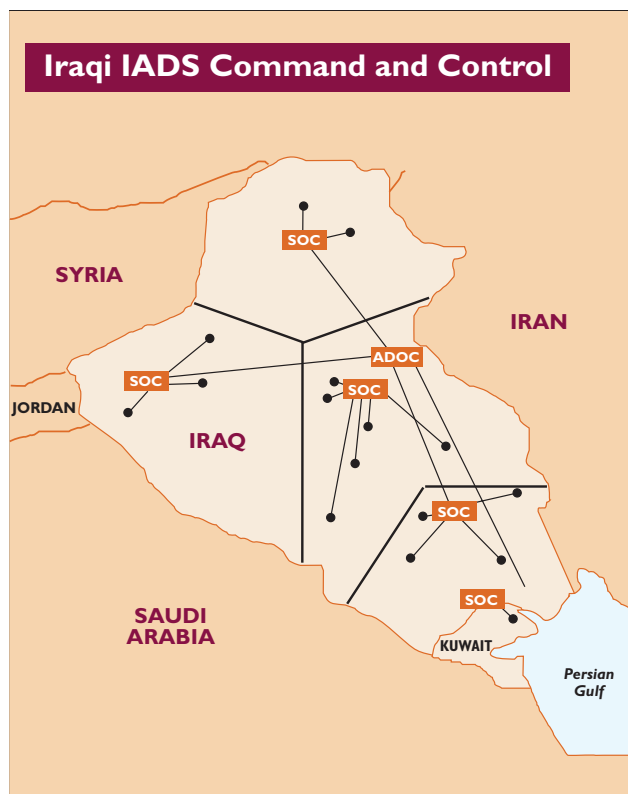 Iraqi IADS Command and Control
SOC
SYRIA
IRAN
ADOC
SOC
SOC
JORDAN
IRAQ
SOC
SOC
SAUDI
ARABIA
KUWAIT
Persian
Gulf